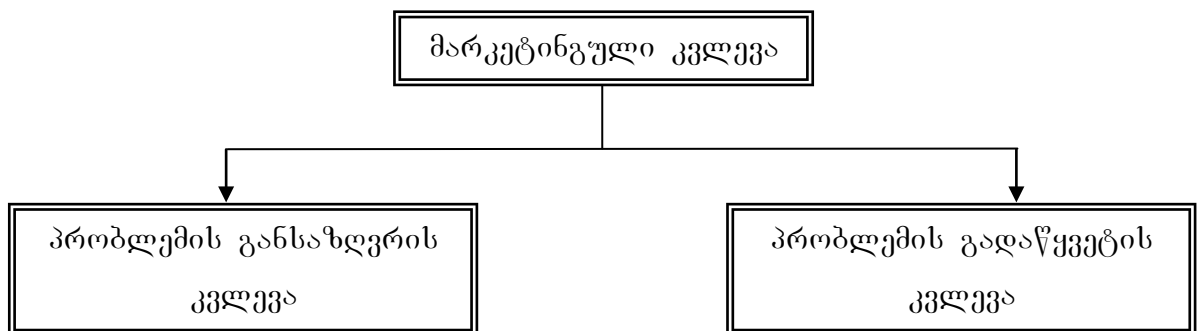 მარკეტინგული კვლევა
პრობლემის განსაზღვრის
კვლევა
პრობლემის გადაწყვეტის
კვლევა